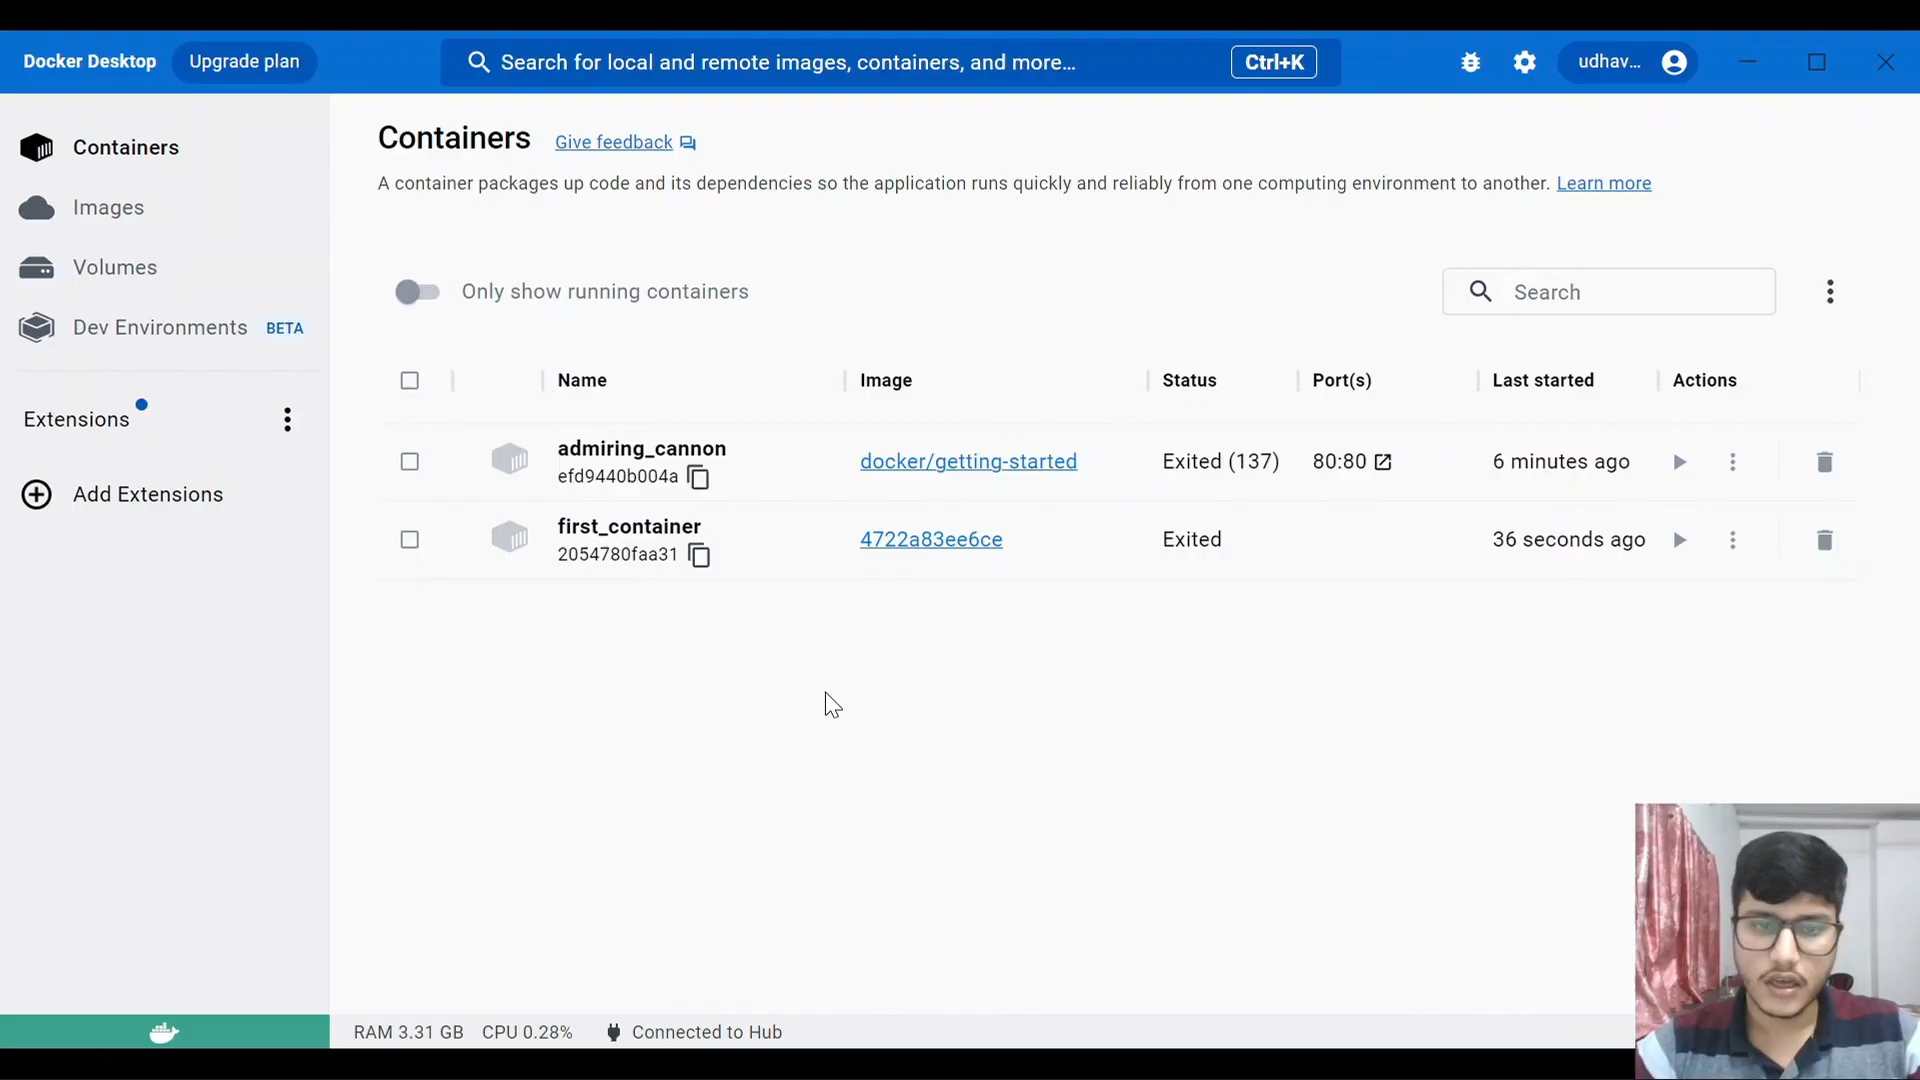 Docker Desktop Upgrade plan Search for local and remote images, containers, and more... Ctrl+K udhav...
Containers
Images
Volumes
Dev Environments BETA
Extensions
Add Extensions
Containers Give feedback
A container packages up code and its dependencies so the application runs quickly and reliably from one computing environment to another. Learn more
Only show running containers Search
Name Image Status Port(s) Last started Actions
admiring_cannon
efd9440b004a docker/getting-started Exited (137) 80:80 6 minutes ago
first_container
2054780faa31 4722a83ee6ce Exited 36 seconds ago
RAM 3.31 GB CPU 0.28% Connected to Hub